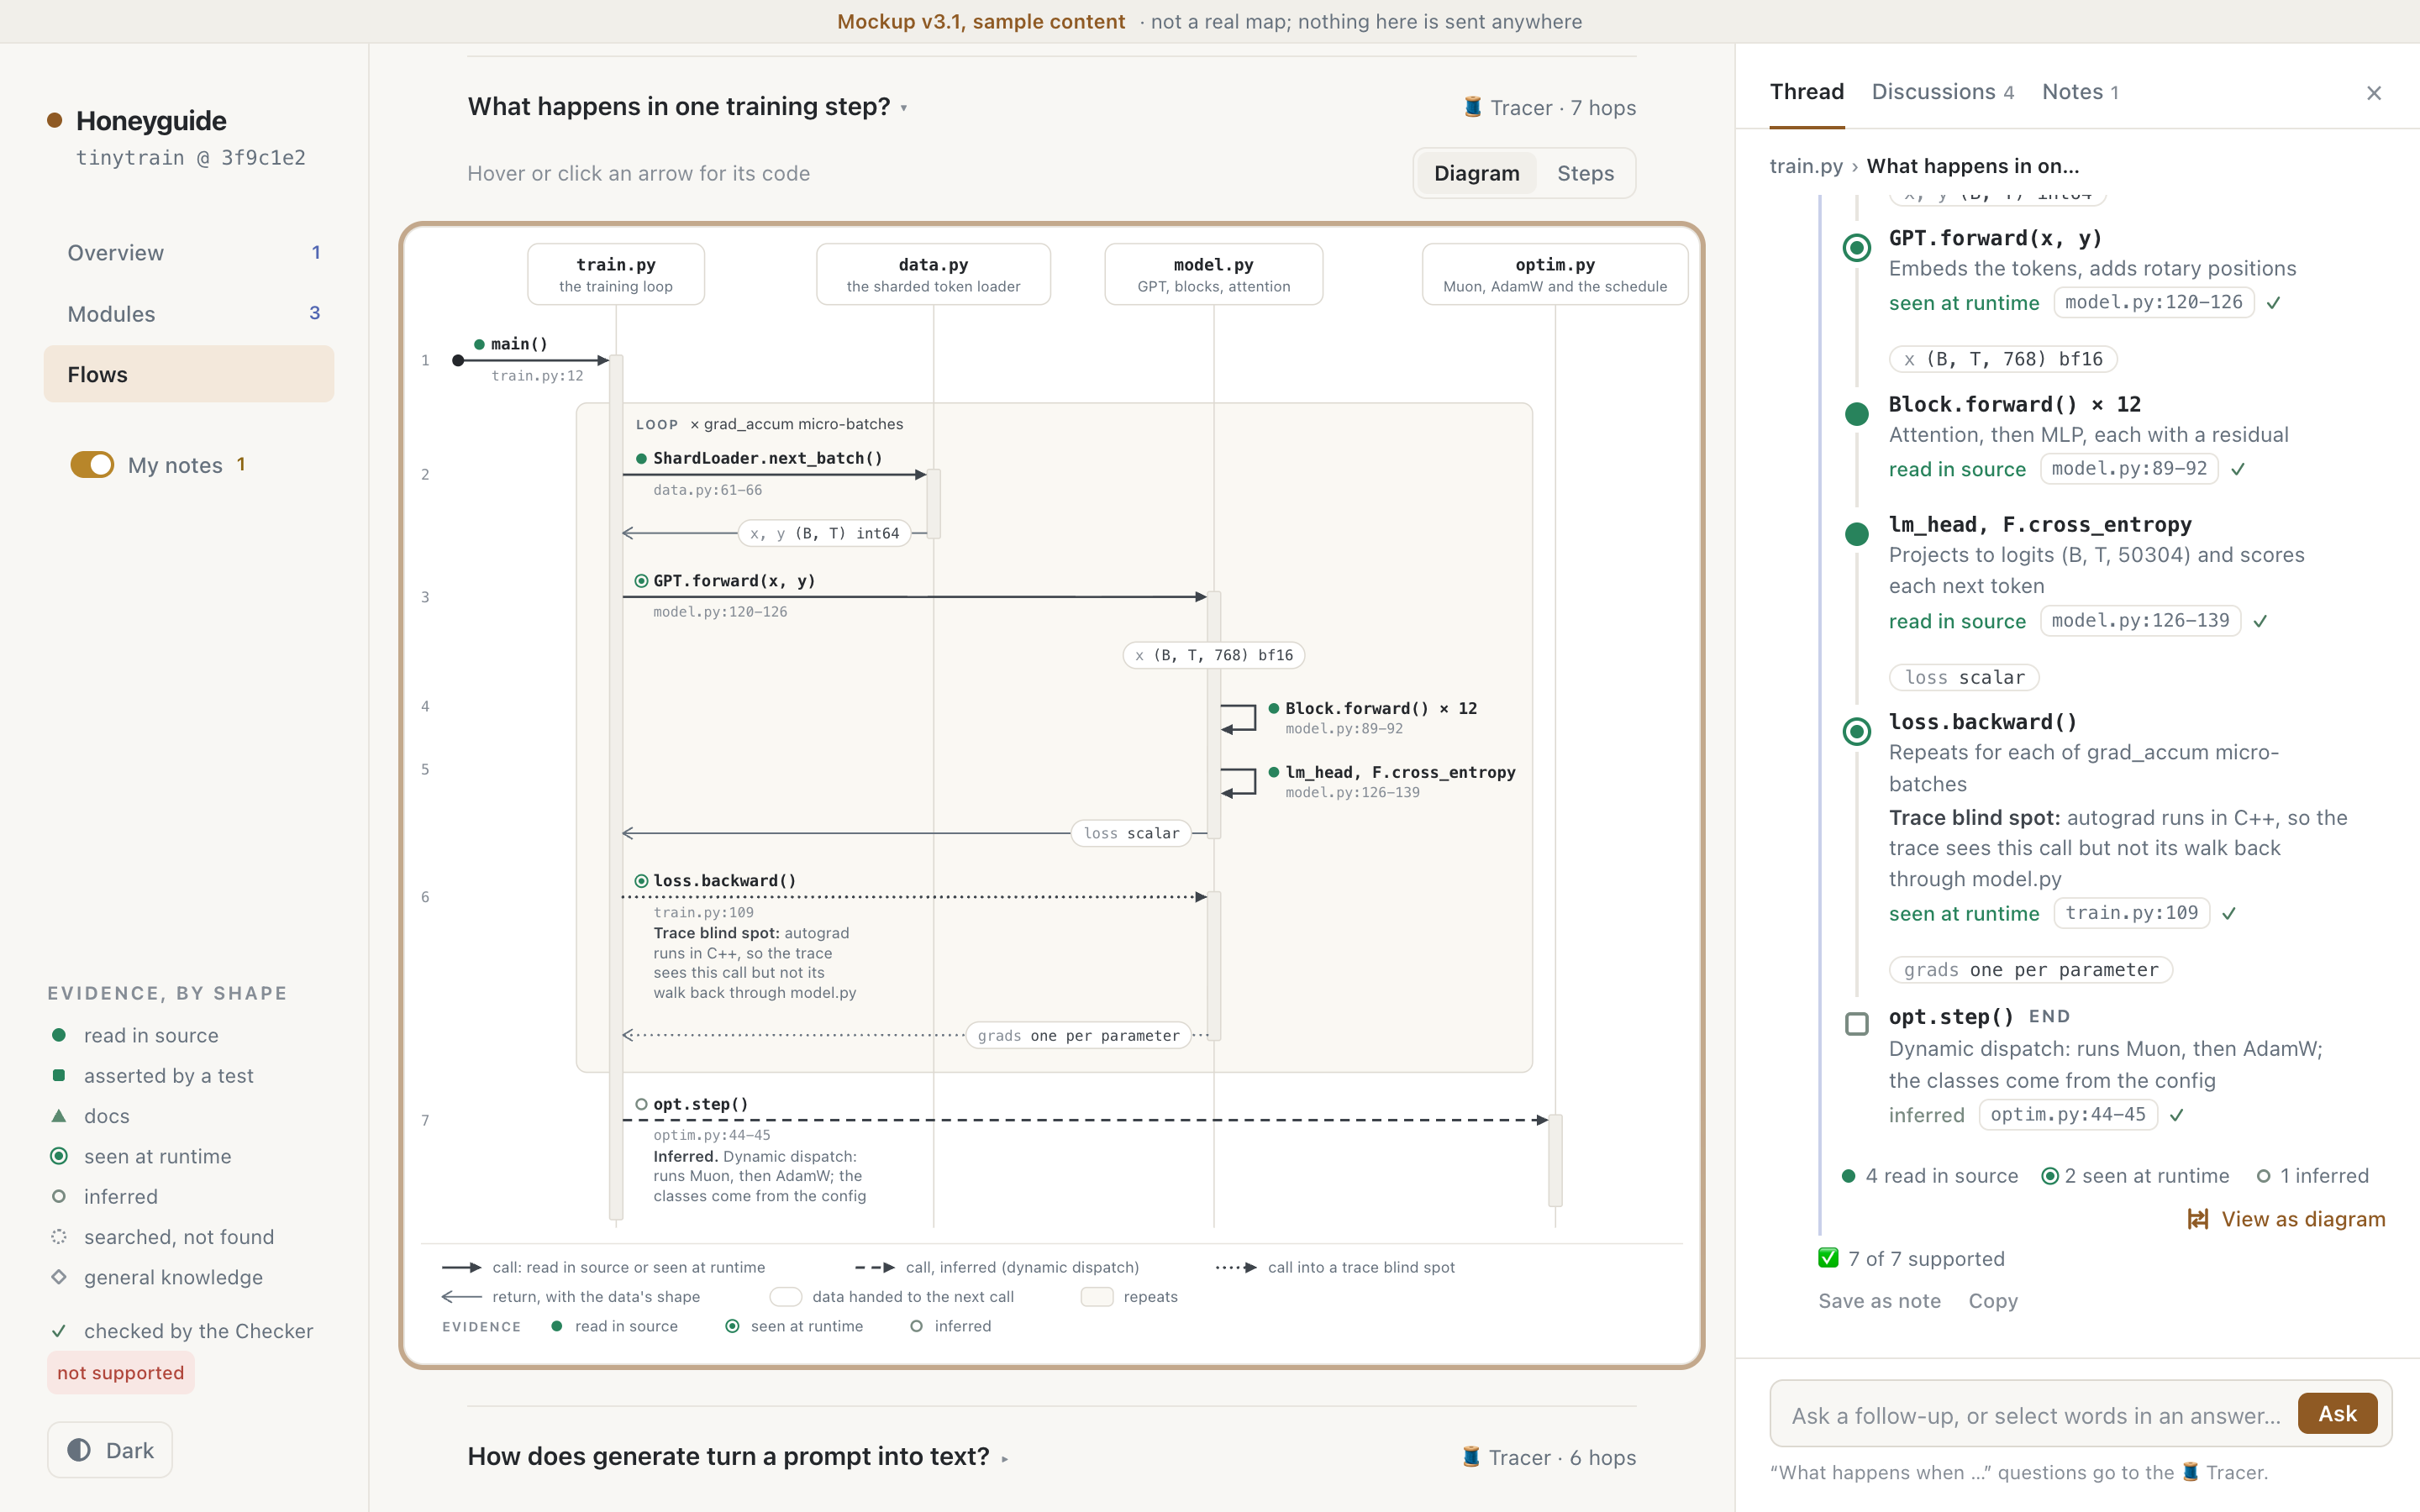 Mockup v3.1, sample content · not a real map; nothing here is sent anywhere
Honeyguide
tinytrain @ 3f9c1e2
Overview 1
Modules 3
Flows
My notes 1
EVIDENCE, BY SHAPE
read in source
asserted by a test
docs
seen at runtime
inferred
searched, not found
general knowledge
checked by the Checker
not supported
Dark
What happens in one training step?
Tracer · 7 hops
Hover or click an arrow for its code
Diagram Steps
train.py
the training loop
data.py
the sharded token loader
model.py
GPT, blocks, attention
optim.py
Muon, AdamW and the schedule
1
main()
train.py:12
LOOP × grad_accum micro-batches
2
ShardLoader.next_batch()
data.py:61–66
x, y (B, T) int64
3
GPT.forward(x, y)
model.py:120–126
x (B, T, 768) bf16
4
Block.forward() × 12
model.py:89–92
5
lm_head, F.cross_entropy
model.py:126–139
loss scalar
6
loss.backward()
train.py:109
Trace blind spot: autograd
runs in C++, so the trace
sees this call but not its
walk back through model.py
grads one per parameter
7
opt.step()
optim.py:44–45
Inferred. Dynamic dispatch:
runs Muon, then AdamW; the
classes come from the config
call: read in source or seen at runtime
call, inferred (dynamic dispatch)
call into a trace blind spot
return, with the data's shape
data handed to the next call
repeats
EVIDENCE read in source seen at runtime inferred
How does generate turn a prompt into text?
Tracer · 6 hops
Thread Discussions 4 Notes 1 ×
train.py › What happens in on...
x, y (B, T) int64
GPT.forward(x, y)
Embeds the tokens, adds rotary positions
seen at runtime model.py:120–126 ✓
x (B, T, 768) bf16
Block.forward() × 12
Attention, then MLP, each with a residual
read in source model.py:89–92 ✓
lm_head, F.cross_entropy
Projects to logits (B, T, 50304) and scores
each next token
read in source model.py:126–139 ✓
loss scalar
loss.backward()
Repeats for each of grad_accum micro-
batches
Trace blind spot: autograd runs in C++, so the
trace sees this call but not its walk back
through model.py
seen at runtime train.py:109 ✓
grads one per parameter
opt.step() END
Dynamic dispatch: runs Muon, then AdamW;
the classes come from the config
inferred optim.py:44–45 ✓
4 read in source 2 seen at runtime 1 inferred
View as diagram
7 of 7 supported
Save as note Copy
Ask a follow-up, or select words in an answer...
Ask
“What happens when ...” questions go to the Tracer.